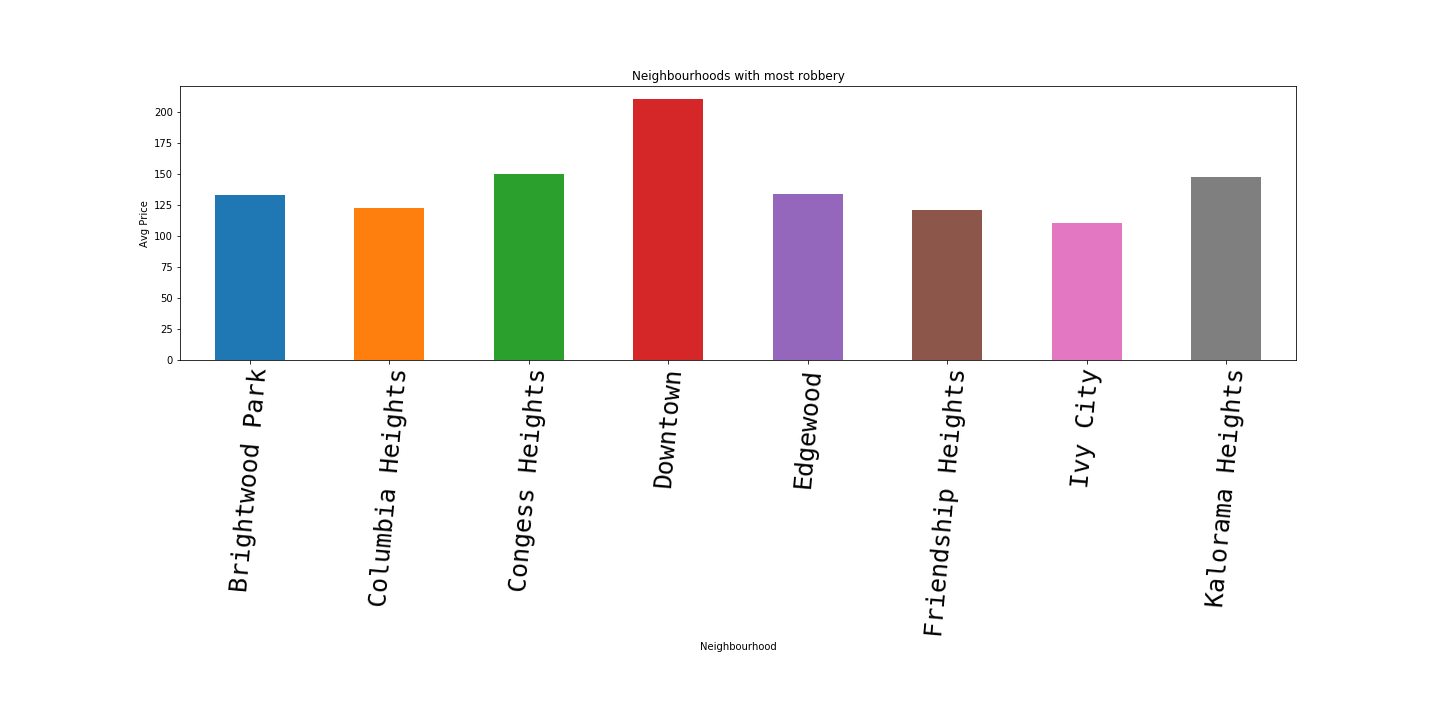 Neighbourhoods with most robbery
Avg Price
200
175
150
125
100
75
50
25
0
Brightwood Park
Columbia Heights
Congess Heights
Downtown
Edgewood
Friendship Heights
Ivy City
Kalorama Heights
Neighbourhood